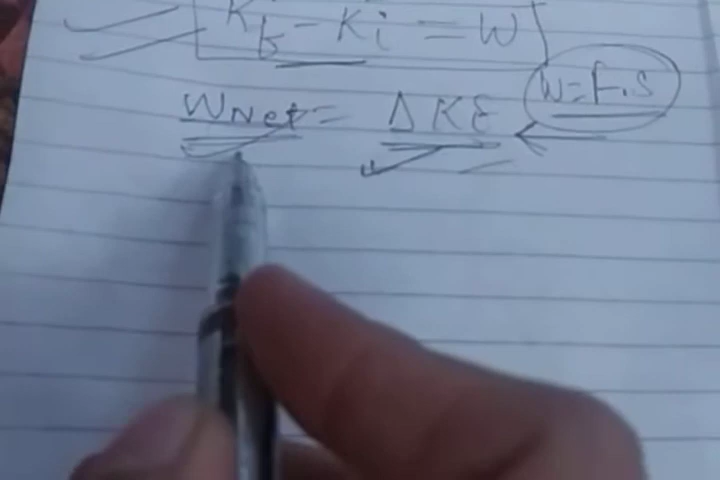 Kf - Ki = W
WNet = ΔKE W = F.S